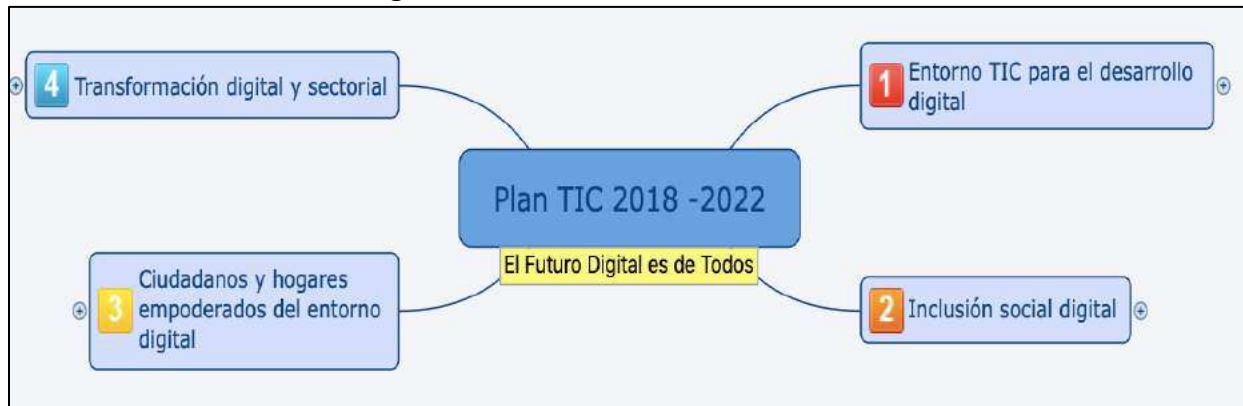 Plan TIC 2018 -2022
El Futuro Digital es de Todos
1 Entorno TIC para el desarrollo
digital
2 Inclusión social digital
3 Ciudadanos y hogares
empoderados del entorno
digital
4 Transformación digital y sectorial